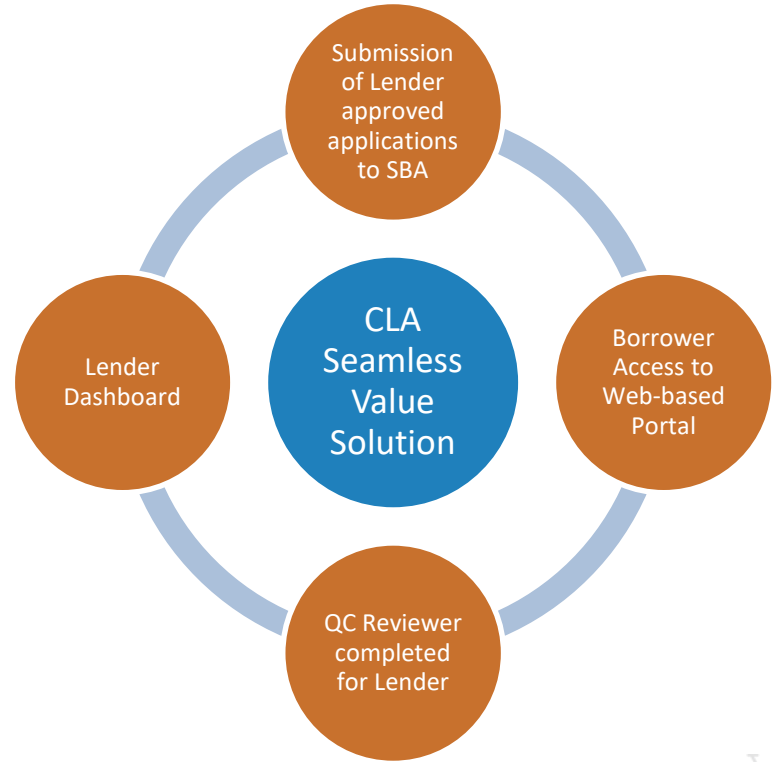 Submission
of Lender
approved
applications
to SBA
CLA
Seamless
Value
Solution
Lender
Dashboard
Borrower
Access to
Web-based
Portal
QC Reviewer
completed
for Lender